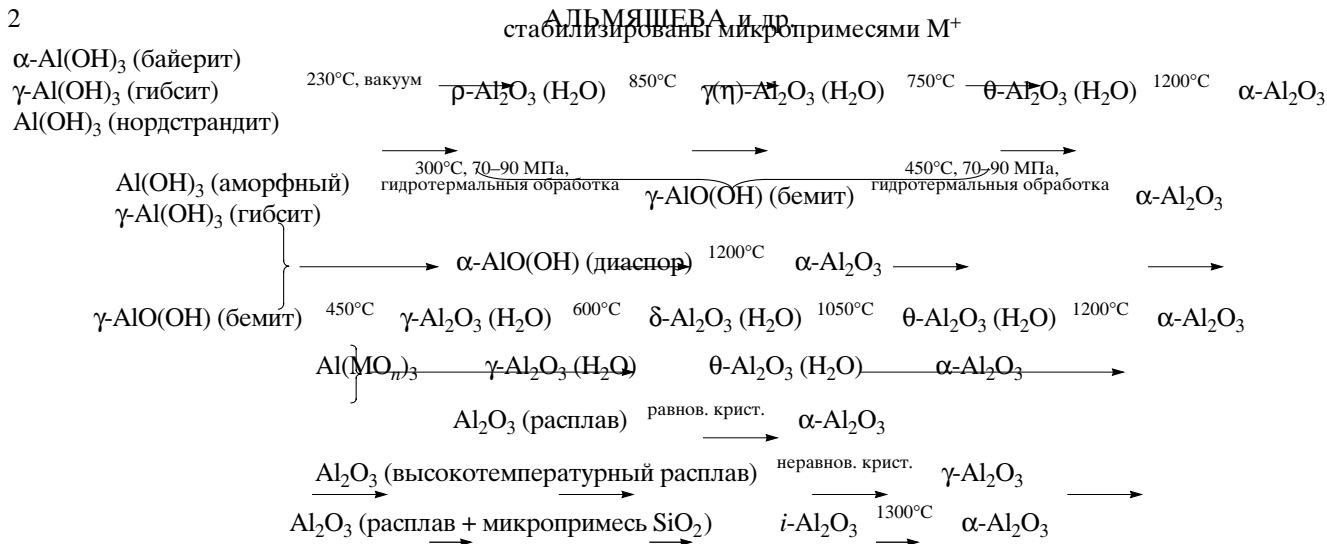 2
АЛЬМЯШЕВА и др.
стабилизированы микропримесями M⁺
α-Al(OH)₃ (байерит)
γ-Al(OH)₃ (гибсит)
Al(OH)₃ (нордстрандит)
230°C, вакуум ρ-Al₂O₃ (H₂O) 850°C γ(η)-Al₂O₃ (H₂O) 750°C θ-Al₂O₃ (H₂O) 1200°C α-Al₂O₃
Al(OH)₃ (аморфный)
γ-Al(OH)₃ (гибсит)
300°C, 70–90 МПа,
гидротермальныя обработка
γ-AlO(OH) (бемит)
450°C, 70–90 МПа,
гидротермальныя обработка
α-Al₂O₃
α-AlO(OH) (диаспор) 1200°C α-Al₂O₃
γ-AlO(OH) (бемит) 450°C γ-Al₂O₃ (H₂O) 600°C δ-Al₂O₃ (H₂O) 1050°C θ-Al₂O₃ (H₂O) 1200°C α-Al₂O₃
Al(MOₙ)₃ γ-Al₂O₃ (H₂O) θ-Al₂O₃ (H₂O) α-Al₂O₃
Al₂O₃ (расплав) равнов. крист. α-Al₂O₃
Al₂O₃ (высокотемпературный расплав) неравнов. крист. γ-Al₂O₃
Al₂O₃ (расплав + микропримесь SiO₂) i-Al₂O₃ 1300°C α-Al₂O₃